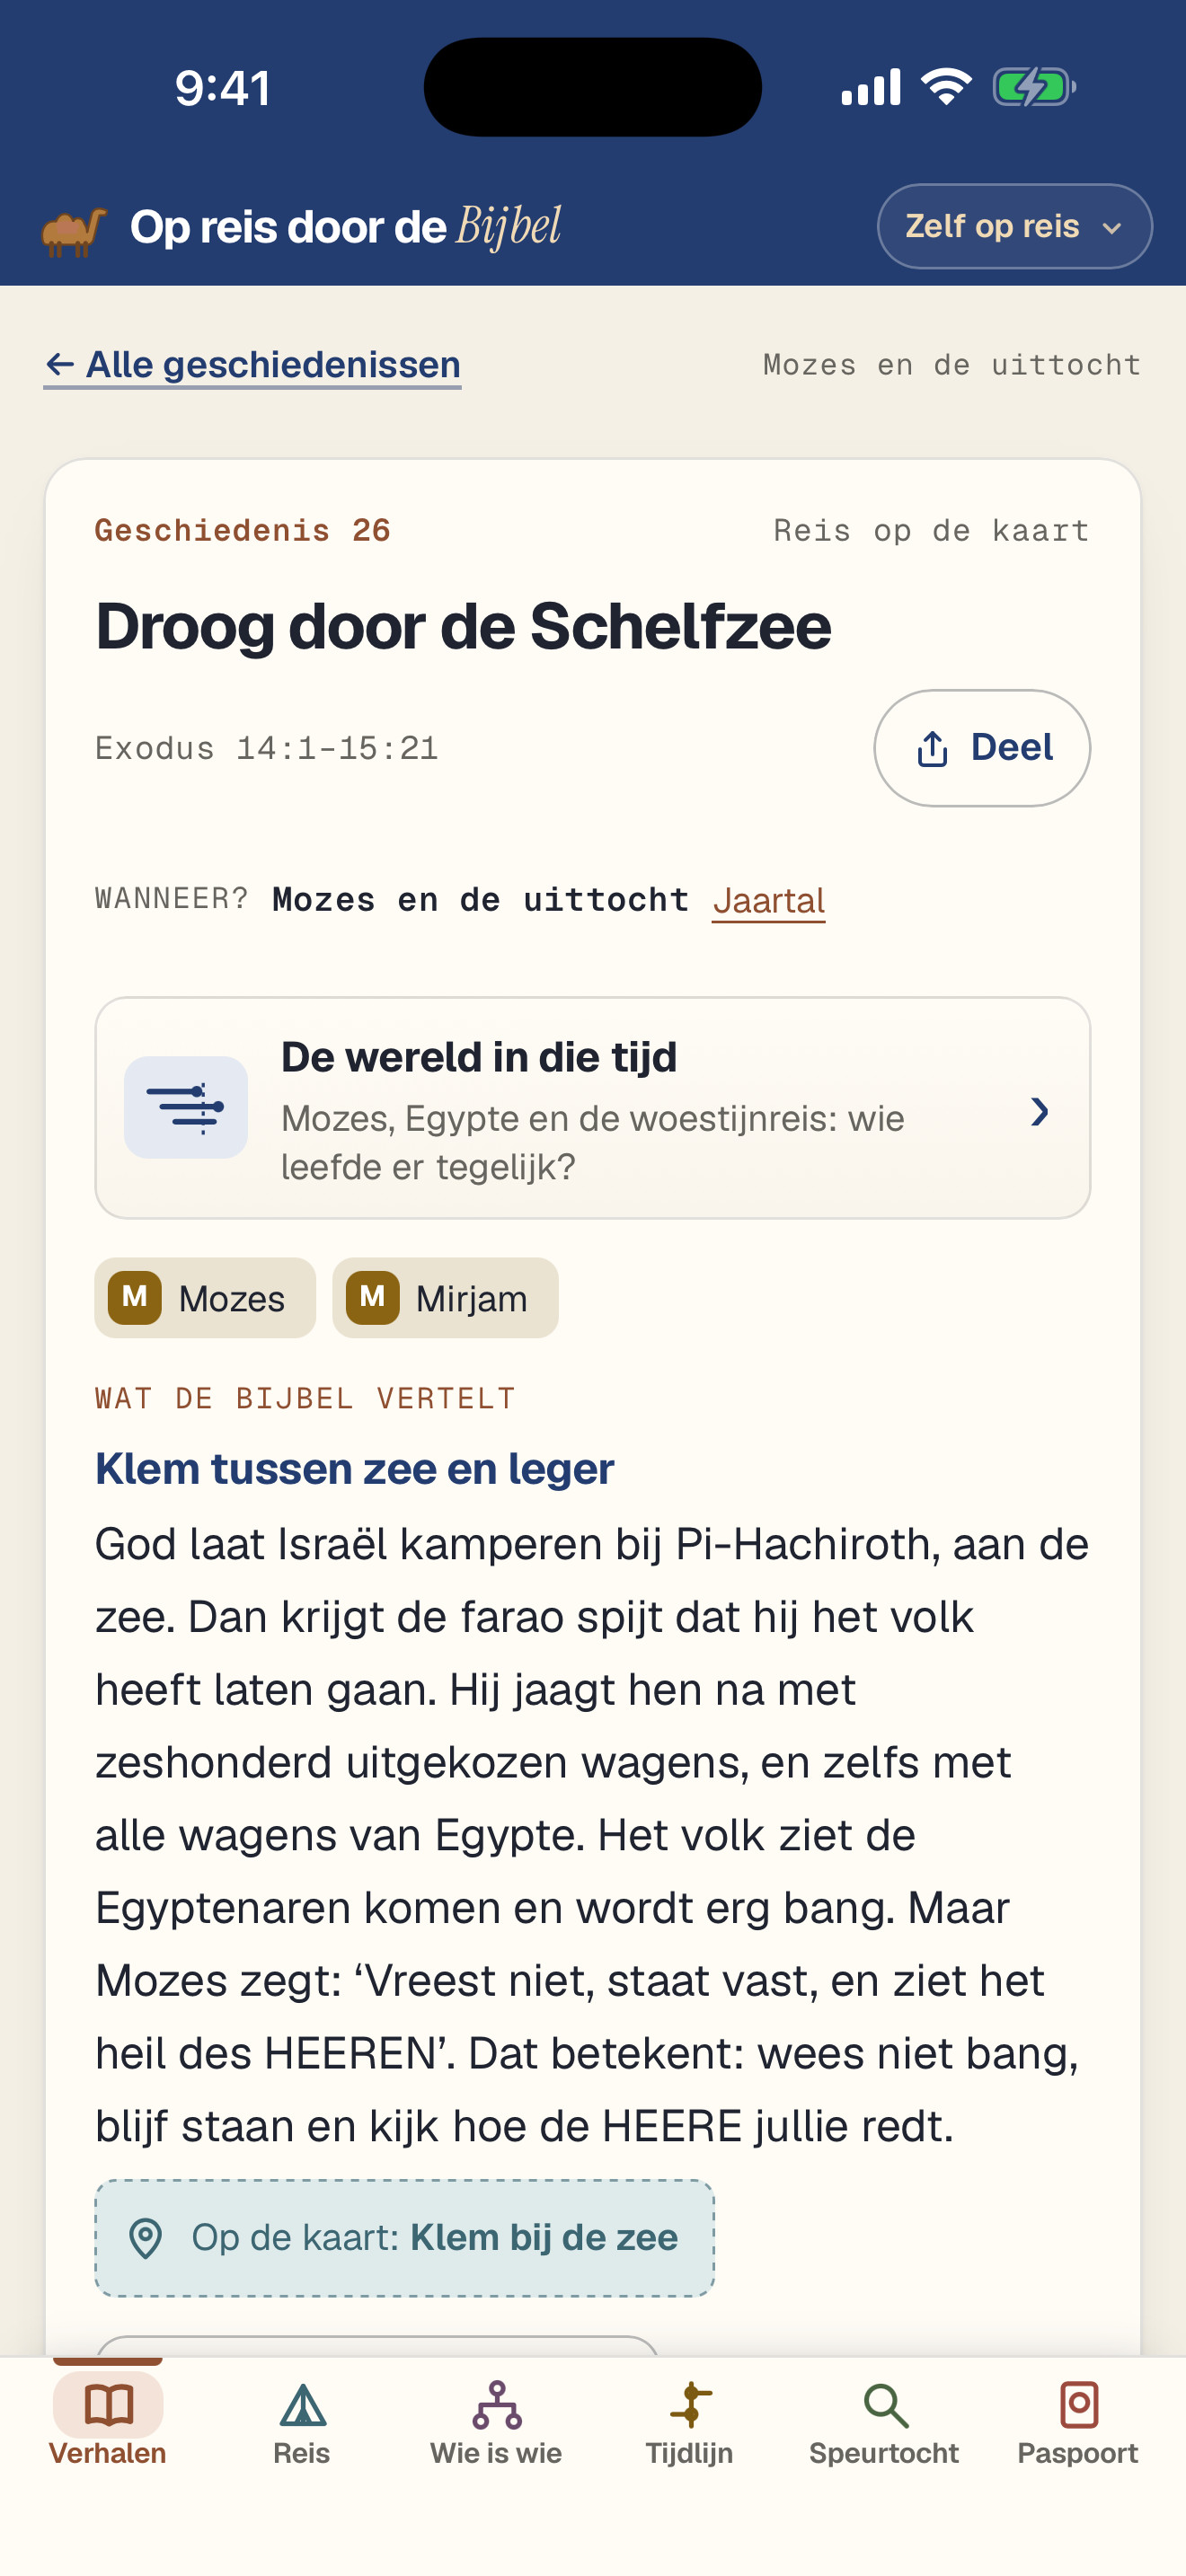 9:41
Op reis door de Bijbel
Zelf op reis
← Alle geschiedenissen
Mozes en de uittocht
Geschiedenis 26
Reis op de kaart
Droog door de Schelfzee
Exodus 14:1–15:21
Deel
WANNEER? Mozes en de uittocht Jaartal
De wereld in die tijd
Mozes, Egypte en de woestijnreis: wie
leefde er tegelijk?
M Mozes
M Mirjam
WAT DE BIJBEL VERTELT
Klem tussen zee en leger
God laat Israël kamperen bij Pi-Hachiroth, aan de
zee. Dan krijgt de farao spijt dat hij het volk
heeft laten gaan. Hij jaagt hen na met
zeshonderd uitgekozen wagens, en zelfs met
alle wagens van Egypte. Het volk ziet de
Egyptenaren komen en wordt erg bang. Maar
Mozes zegt: ‘Vreest niet, staat vast, en ziet het
heil des HEEREN’. Dat betekent: wees niet bang,
blijf staan en kijk hoe de HEERE jullie redt.
Op de kaart: Klem bij de zee
Verhalen
Reis
Wie is wie
Tijdlijn
Speurtocht
Paspoort